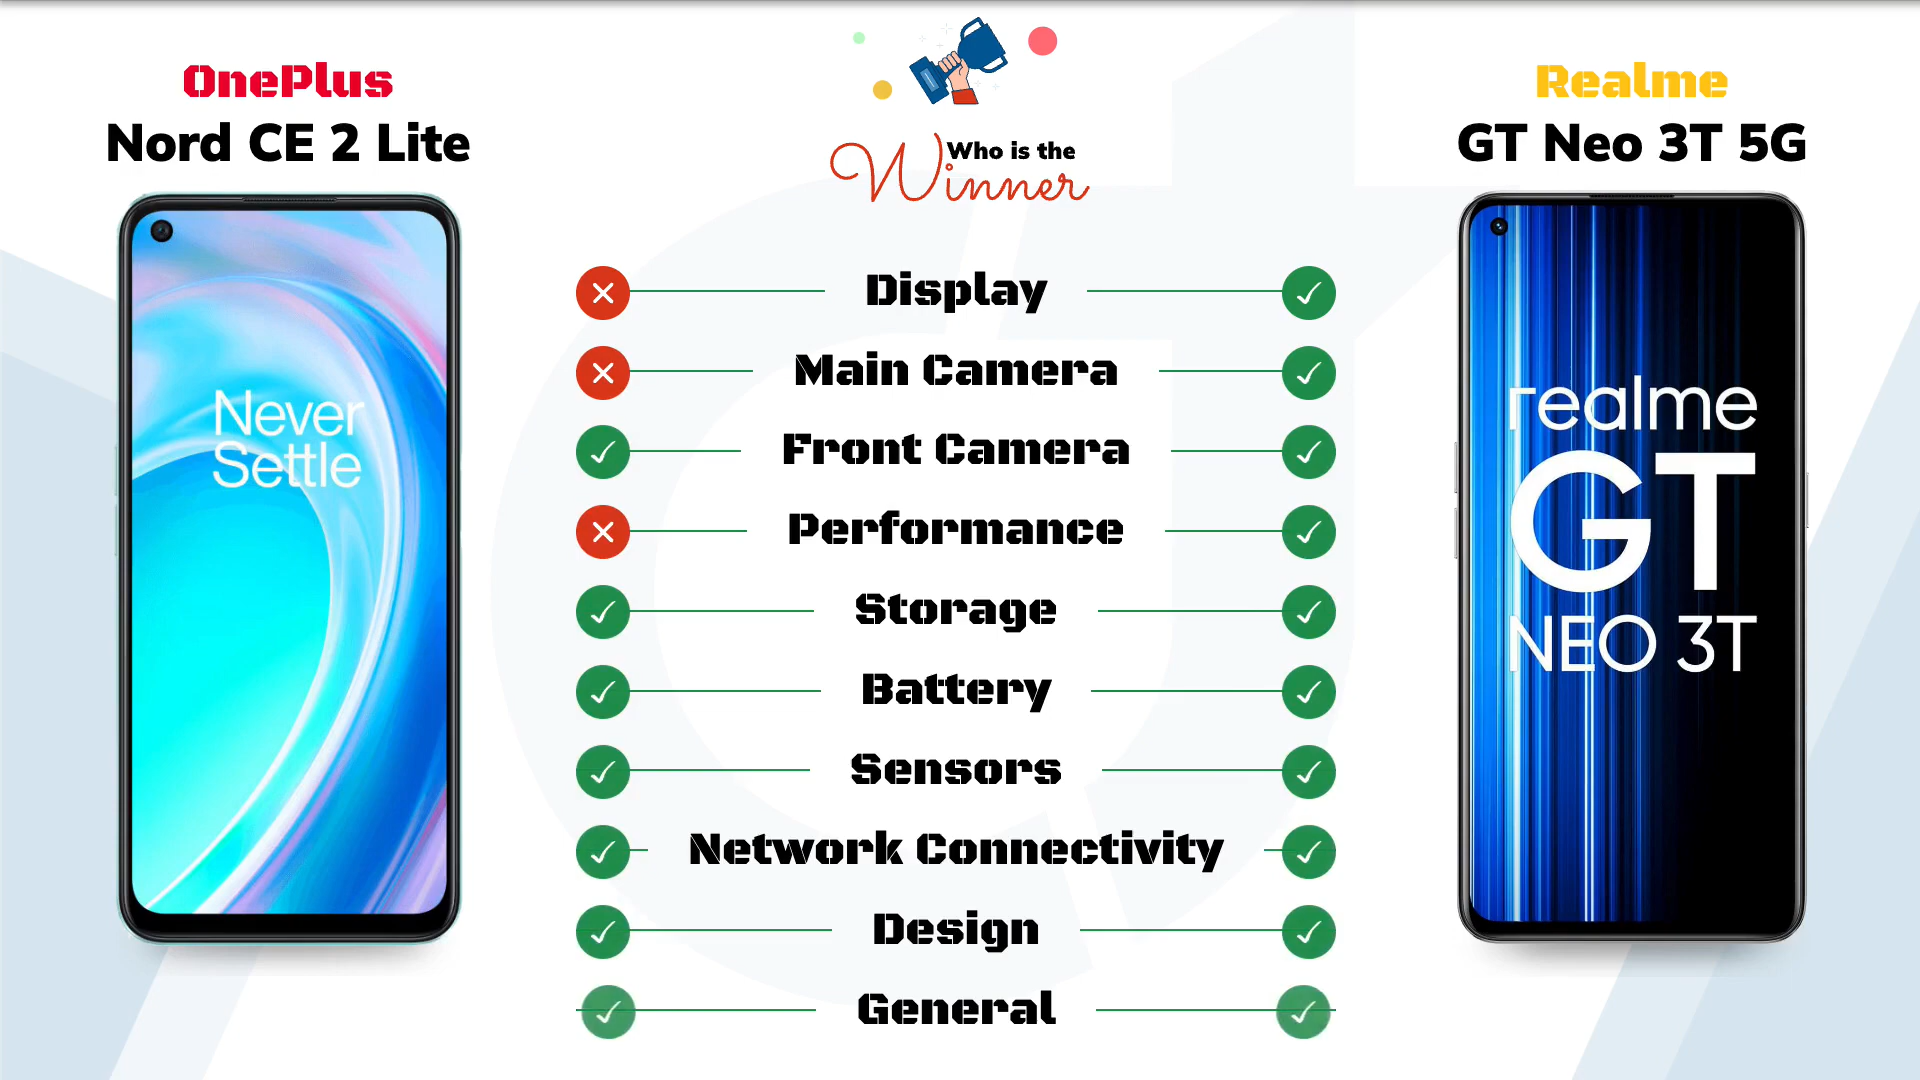 OnePlus
Nord CE 2 Lite
Who is the
Winner
Realme
GT Neo 3T 5G
Never
Settle
realme
GT
NEO 3T
Display
Main Camera
Front Camera
Performance
Storage
Battery
Sensors
Network Connectivity
Design
General